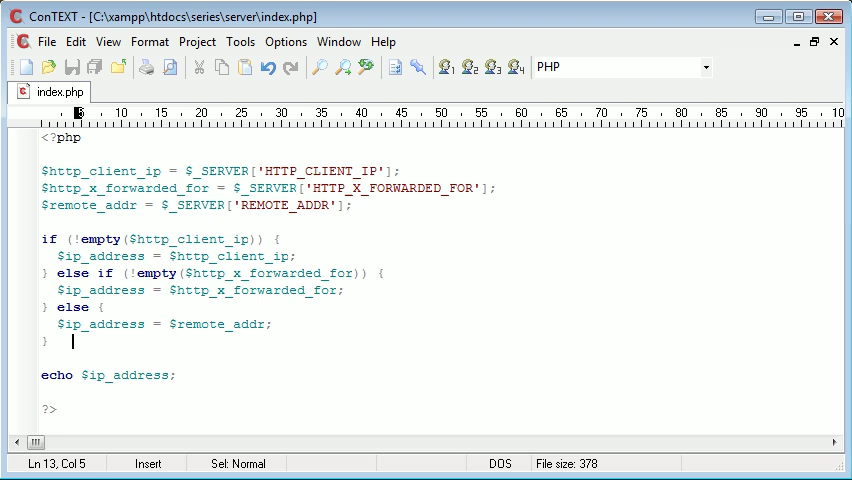 ConTEXT - [C:\xampp\htdocs\series\server\index.php]
File Edit View Format Project Tools Options Window Help
1 2 3 4 PHP
index.php
5 10 15 20 25 30 35 40 45 50 55 60 65 70 75 80 85 90 95 10
<?php
$http_client_ip = $_SERVER['HTTP_CLIENT_IP'];
$http_x_forwarded_for = $_SERVER['HTTP_X_FORWARDED_FOR'];
$remote_addr = $_SERVER['REMOTE_ADDR'];
if (!empty($http_client_ip)) {
$ip_address = $http_client_ip;
} else if (!empty($http_x_forwarded_for)) {
$ip_address = $http_x_forwarded_for;
} else {
$ip_address = $remote_addr;
}
echo $ip_address;
?>
Ln 13, Col 5 Insert Sel: Normal DOS File size: 378